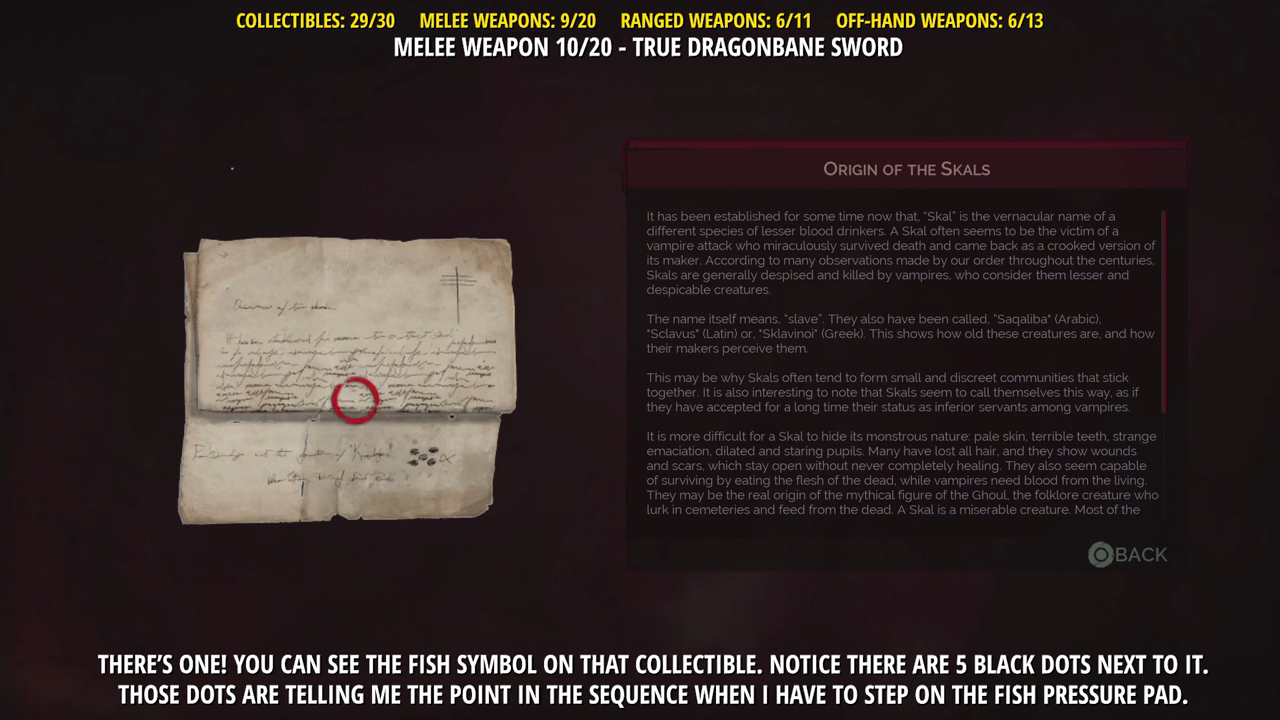 COLLECTIBLES: 29/30 MELEE WEAPONS: 9/20 RANGED WEAPONS: 6/11 OFF-HAND WEAPONS: 6/13
MELEE WEAPON 10/20 - TRUE DRAGONBANE SWORD
ORIGIN OF THE SKALS
It has been established for some time now that, "Skal" is the vernacular name of a
different species of lesser blood drinkers. A Skal often seems to be the victim of a
vampire attack who miraculously survived death and came back as a crooked version of
its maker. According to many observations made by our order throughout the centuries,
Skals are generally despised and killed by vampires, who consider them lesser and
despicable creatures.
The name itself means, "slave". They also have been called, "Saqaliba" (Arabic),
"Sclavus" (Latin) or, "Sklavinoi" (Greek). This shows how old these creatures are, and how
their makers perceive them.
This may be why Skals often tend to form small and discreet communities that stick
together. It is also interesting to note that Skals seem to call themselves this way, as if
they have accepted for a long time their status as inferior servants among vampires.
It is more difficult for a Skal to hide its monstrous nature: pale skin, terrible teeth, strange
emaciation, dilated and staring pupils. Many have lost all hair, and they show wounds
and scars, which stay open without never completely healing. They also seem capable
of surviving by eating the flesh of the dead, while vampires need blood from the living.
They may be the real origin of the mythical figure of the Ghoul, the folklore creature who
lurk in cemeteries and feed from the dead. A Skal is a miserable creature. Most of the
BACK
THERE'S ONE! YOU CAN SEE THE FISH SYMBOL ON THAT COLLECTIBLE. NOTICE THERE ARE 5 BLACK DOTS NEXT TO IT.
THOSE DOTS ARE TELLING ME THE POINT IN THE SEQUENCE WHEN I HAVE TO STEP ON THE FISH PRESSURE PAD.